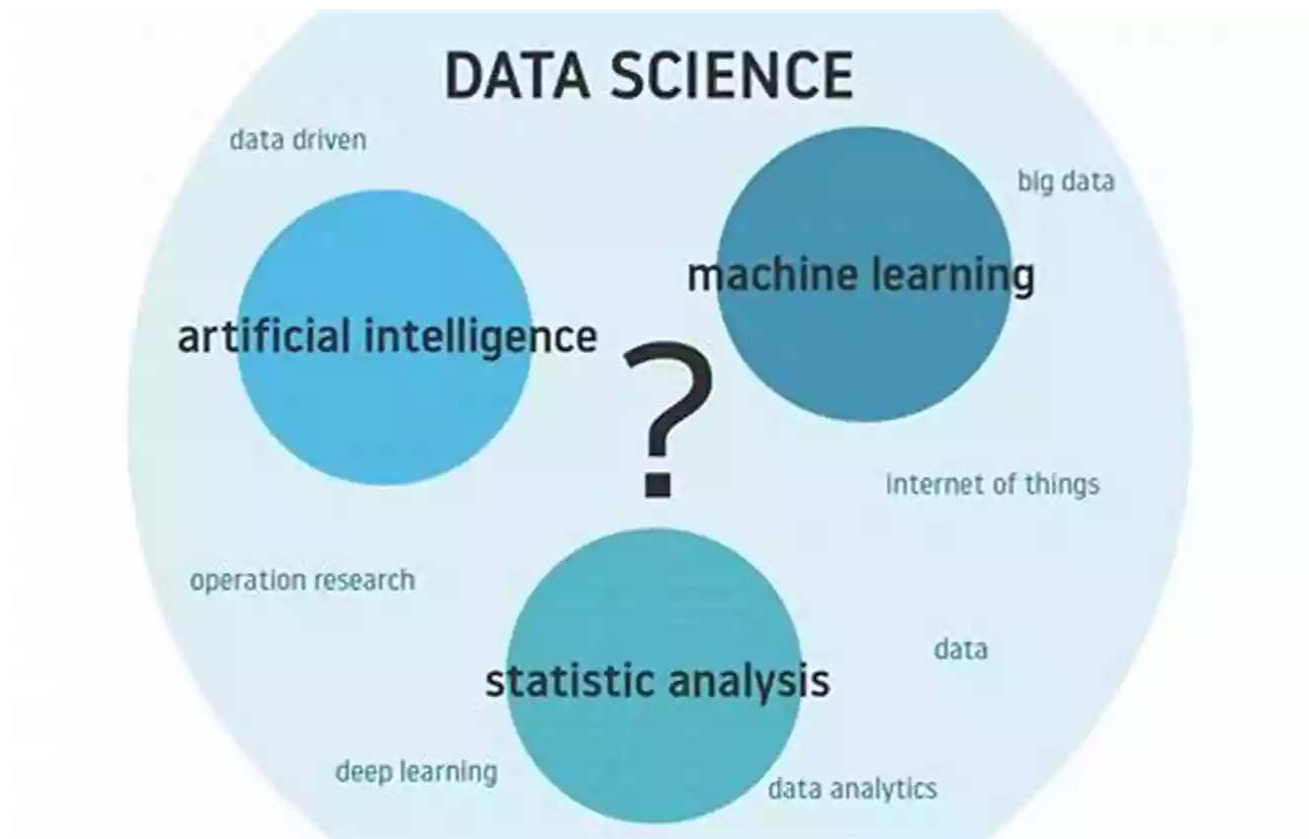 DATA SCIENCE
data driven
big data
machine learning
artificial intelligence
?
internet of things
operation research
data
statistic analysis
deep learning
data analytics